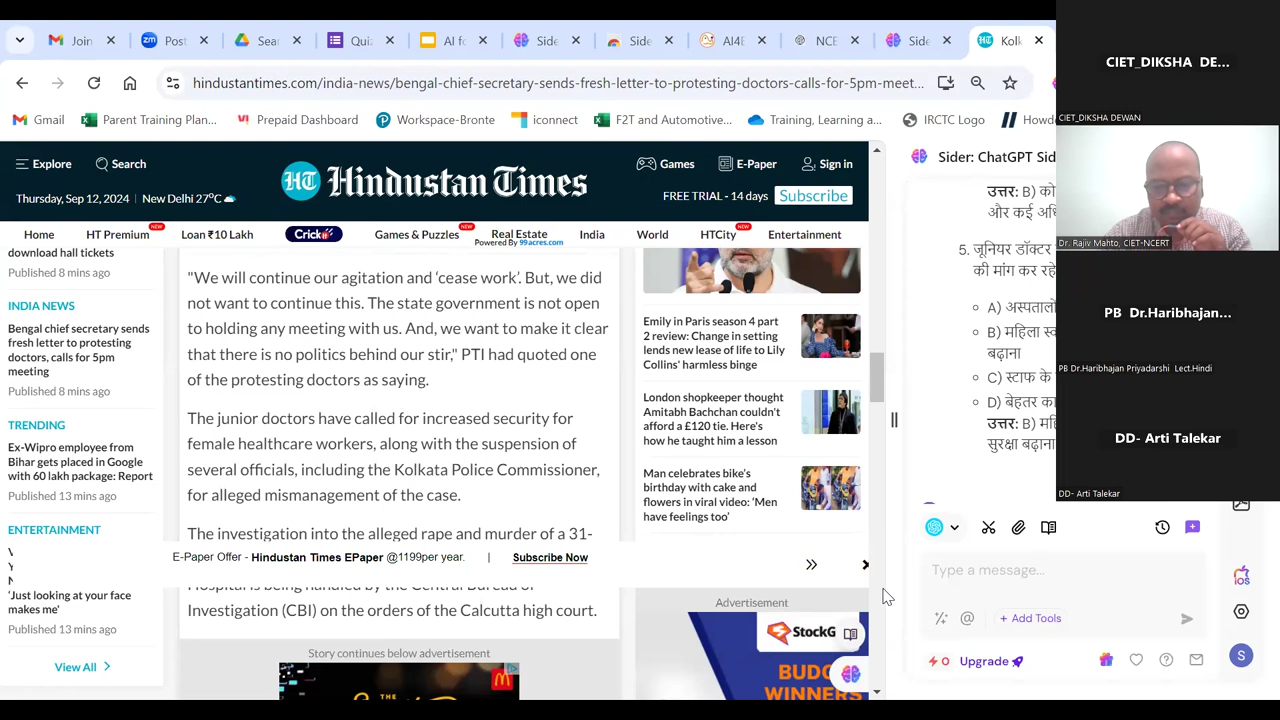 Join
Post
Sear
Quiz
AI fo
Side
Side
AI4E
NCE
Side
Kolk
hindustantimes.com/india-news/bengal-chief-secretary-sends-fresh-letter-to-protesting-doctors-calls-for-5pm-meet...
Gmail
Parent Training Plan...
Prepaid Dashboard
Workspace-Bronte
iconnect
F2T and Automotive...
Training, Learning a...
IRCTC Logo
Howde
Explore
Search
HT Hindustan Times
Games
E-Paper
Sign in
Thursday, Sep 12, 2024 | New Delhi 27°C
FREE TRIAL - 14 days
Subscribe
Home
HT Premium NEW
Loan ₹10 Lakh
Crick-it
Games & Puzzles NEW
Real Estate
Powered By 99acres.com
India
World
HTCity NEW
Entertainment
download hall tickets
Published 8 mins ago
INDIA NEWS
Bengal chief secretary sends
fresh letter to protesting
doctors, calls for 5pm
meeting
Published 8 mins ago
TRENDING
Ex-Wipro employee from
Bihar gets placed in Google
with 60 lakh package: Report
Published 13 mins ago
ENTERTAINMENT
'Just looking at your face
makes me'
Published 13 mins ago
View All
"We will continue our agitation and ‘cease work’. But, we did
not want to continue this. The state government is not open
to holding any meeting with us. And, we want to make it clear
that there is no politics behind our stir," PTI had quoted one
of the protesting doctors as saying.
The junior doctors have called for increased security for
female healthcare workers, along with the suspension of
several officials, including the Kolkata Police Commissioner,
for alleged mismanagement of the case.
The investigation into the alleged rape and murder of a 31-
E-Paper Offer - Hindustan Times EPaper @1199per year. | Subscribe Now
Hospital is being handled by the Central Bureau of
Investigation (CBI) on the orders of the Calcutta high court.
Story continues below advertisement
THE
Emily in Paris season 4 part
2 review: Change in setting
lends new lease of life to Lily
Collins' harmless binge
London shopkeeper thought
Amitabh Bachchan couldn't
afford a £120 tie. Here's
how he taught him a lesson
Man celebrates bike's
birthday with cake and
flowers in viral video: ‘Men
have feelings too’
Advertisement
StockG
BUDG
WINNERS
Sider: ChatGPT Sid
उत्तर: B) को
और कई अधि
5. जूनियर डॉक्टर
की मांग कर रहे
A) अस्पतालों
B) महिला स्व
बढ़ाना
C) स्टाफ के
D) बेहतर का
उत्तर: B) महि
सुरक्षा बढ़ाना
Type a message...
+ Add Tools
0
Upgrade
iOS
S
CIET_DIKSHA DE...
CIET_DIKSHA DEWAN
Dr. Rajiv Mahto, CIET-NCERT
PB Dr.Haribhajan...
PB Dr.Haribhajan Priyadarshi Lect.Hindi
DD- Arti Talekar
DD- Arti Talekar